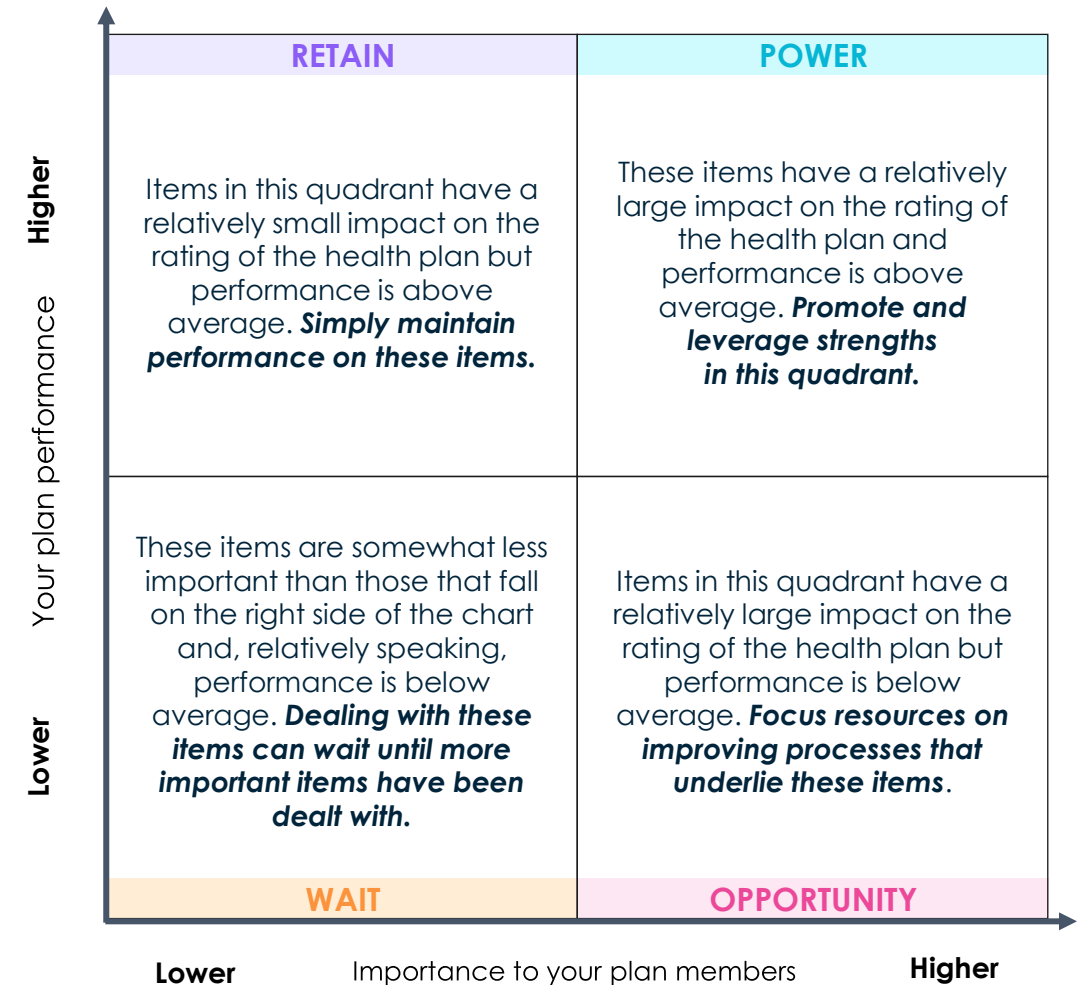 RETAIN
Items in this quadrant have a
relatively small impact on the
rating of the health plan but
performance is above
average. Simply maintain
performance on these items.
POWER
These items have a relatively
large impact on the rating of
the health plan and
performance is above
average. Promote and
leverage strengths
in this quadrant.
Higher
Your plan performance
Lower
These items are somewhat less
important than those that fall
on the right side of the chart
and, relatively speaking,
performance is below
average. Dealing with these
items can wait until more
important items have been
dealt with.
WAIT
Items in this quadrant have a
relatively large impact on the
rating of the health plan but
performance is below
average. Focus resources on
improving processes that
underlie these items.
OPPORTUNITY
Lower
Importance to your plan members
Higher